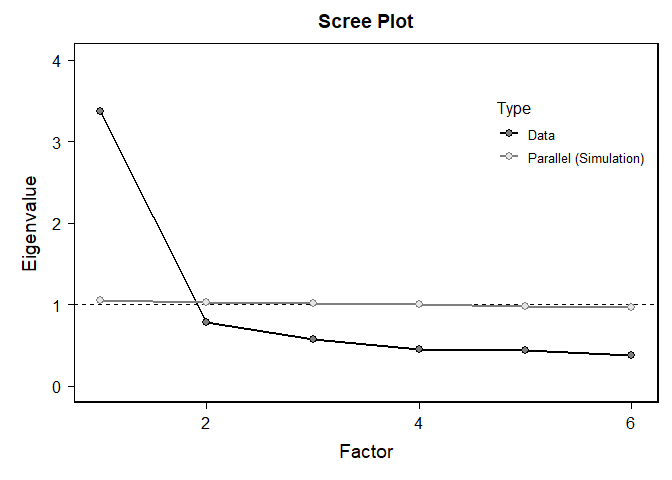 Scree Plot
4
3
2
1
0
Eigenvalue
Type
Data
Parallel (Simulation)
2 4 6
Factor